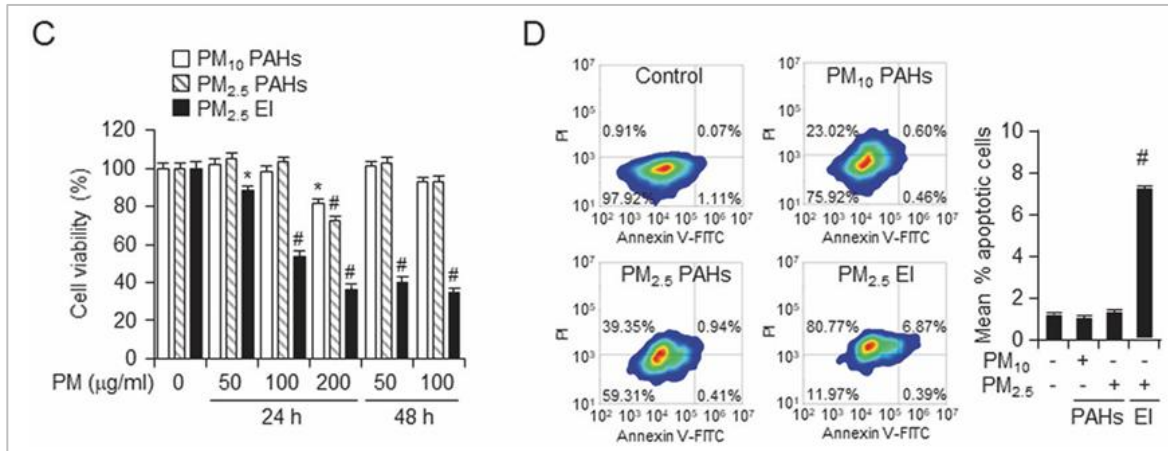 C
PM10 PAHs
PM2.5 PAHs
PM2.5 EI
Cell viability (%)
120
100
80
60
40
20
0
* # * # # # #
PM (μg/ml) 0 50 100 200 50 100
24 h 48 h
D
Control
PI
10^7
10^5
10^3
10^1
0.91% 0.07%
97.92% 1.11%
10^2 10^3 10^4 10^5 10^6 10^7
Annexin V-FITC
PM10 PAHs
PI
10^7
10^5
10^3
10^1
23.02% 0.60%
75.92% 0.46%
10^2 10^3 10^4 10^5 10^6 10^7
Annexin V-FITC
PM2.5 PAHs
PI
10^7
10^5
10^3
10^1
39.35% 0.94%
59.31% 0.41%
10^2 10^3 10^4 10^5 10^6 10^7
Annexin V-FITC
PM2.5 EI
PI
10^7
10^5
10^3
10^1
80.77% 6.87%
11.97% 0.39%
10^2 10^3 10^4 10^5 10^6 10^7
Annexin V-FITC
Mean % apoptotic cells
10
8
6
4
2
0
#
PM10 - + - -
PM2.5 - - + +
PAHs EI